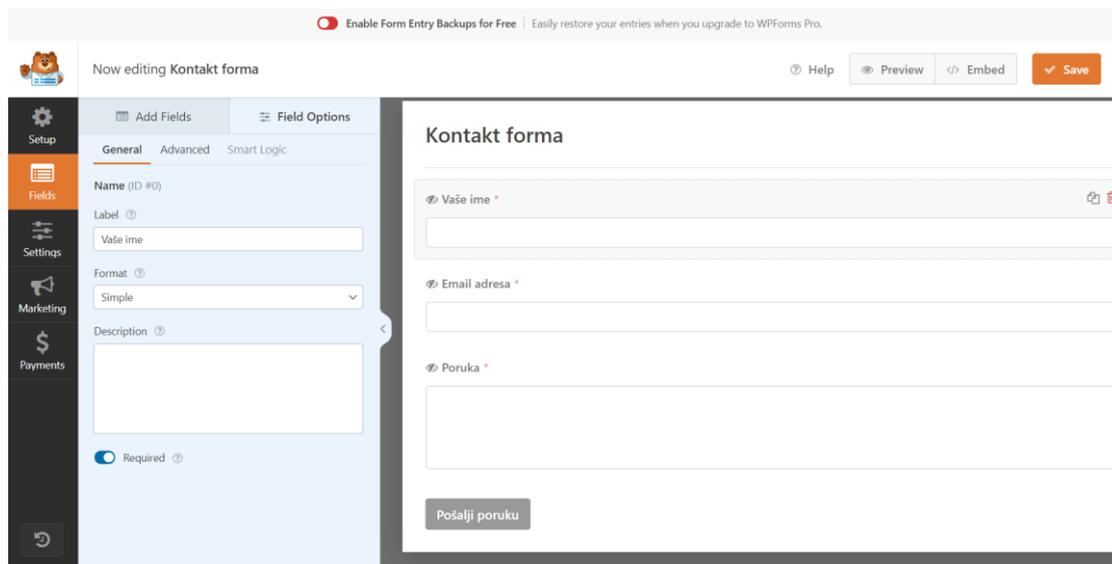 Enable Form Entry Backups for Free | Easily restore your entries when you upgrade to WPForms Pro.
Now editing Kontakt forma
Help
Preview
</> Embed
Save
Setup
Fields
Settings
Marketing
Payments
Add Fields
Field Options
General Advanced Smart Logic
Name (ID #0)
Label
Vaše ime
Format
Simple
Description
Required
Kontakt forma
Vaše ime *
Email adresa *
Poruka *
Pošalji poruku